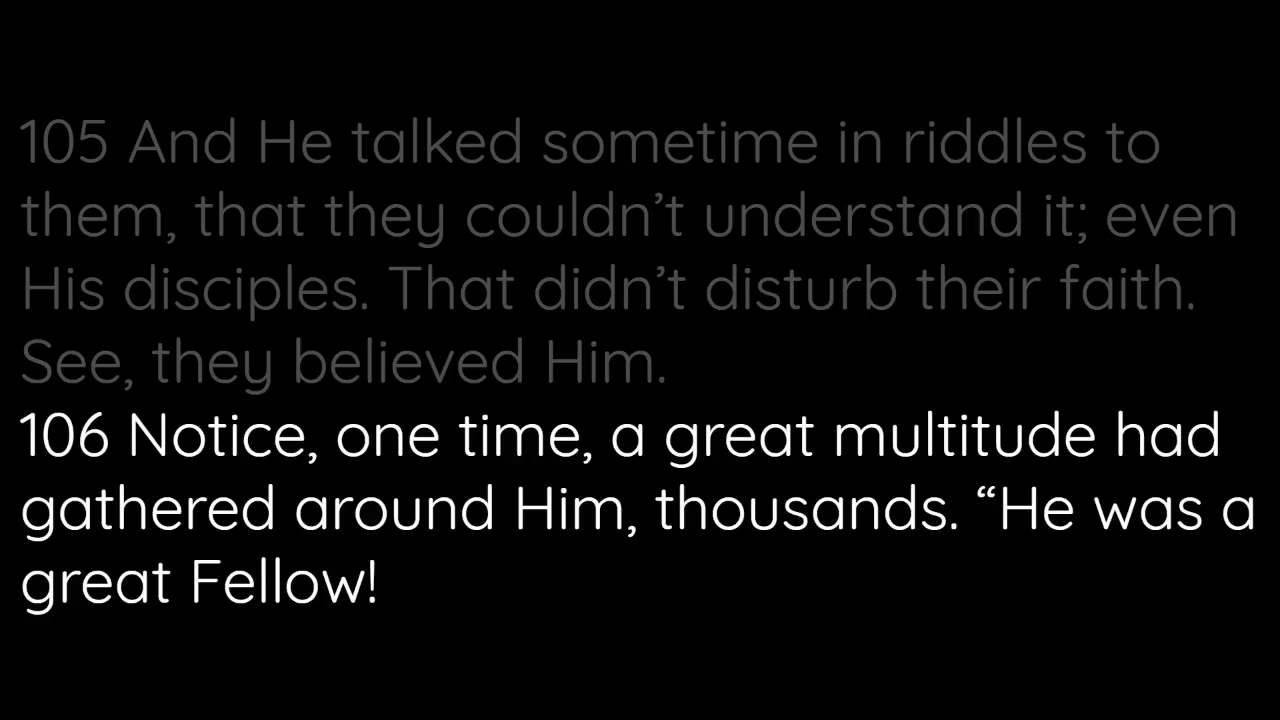 105 And He talked sometime in riddles to
them, that they couldn’t understand it; even
His disciples. That didn’t disturb their faith.
See, they believed Him.
106 Notice, one time, a great multitude had
gathered around Him, thousands. “He was a
great Fellow!